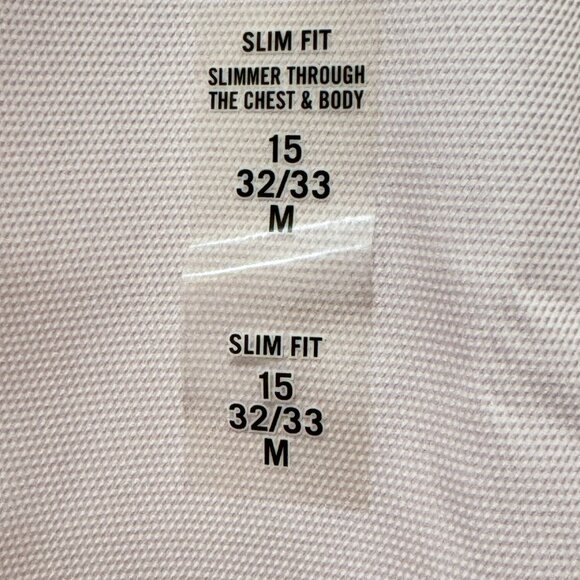 SLIM FIT
SLIMMER THROUGH
THE CHEST & BODY
15
32/33
M
SLIM FIT
15
32/33
M